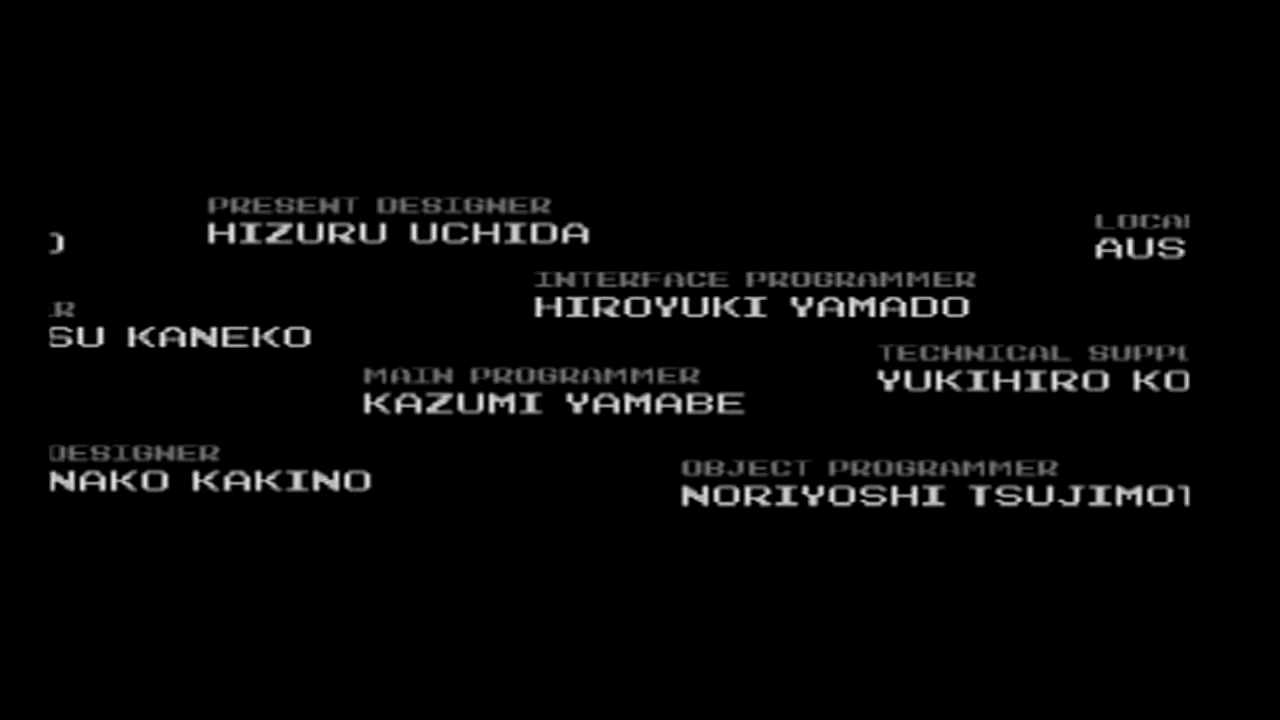 PRESENT DESIGNER
HIZURU UCHIDA
AUS
INTERFACE PROGRAMMER
HIROYUKI YAMADO
SU KANEKO
TECHNICAL
YUKIHIRO KO
MAIN PROGRAMMER
KAZUMI YAMABE
DESIGNER
NAKO KAKINO
OBJECT PROGRAMMER
NORIYOSHI